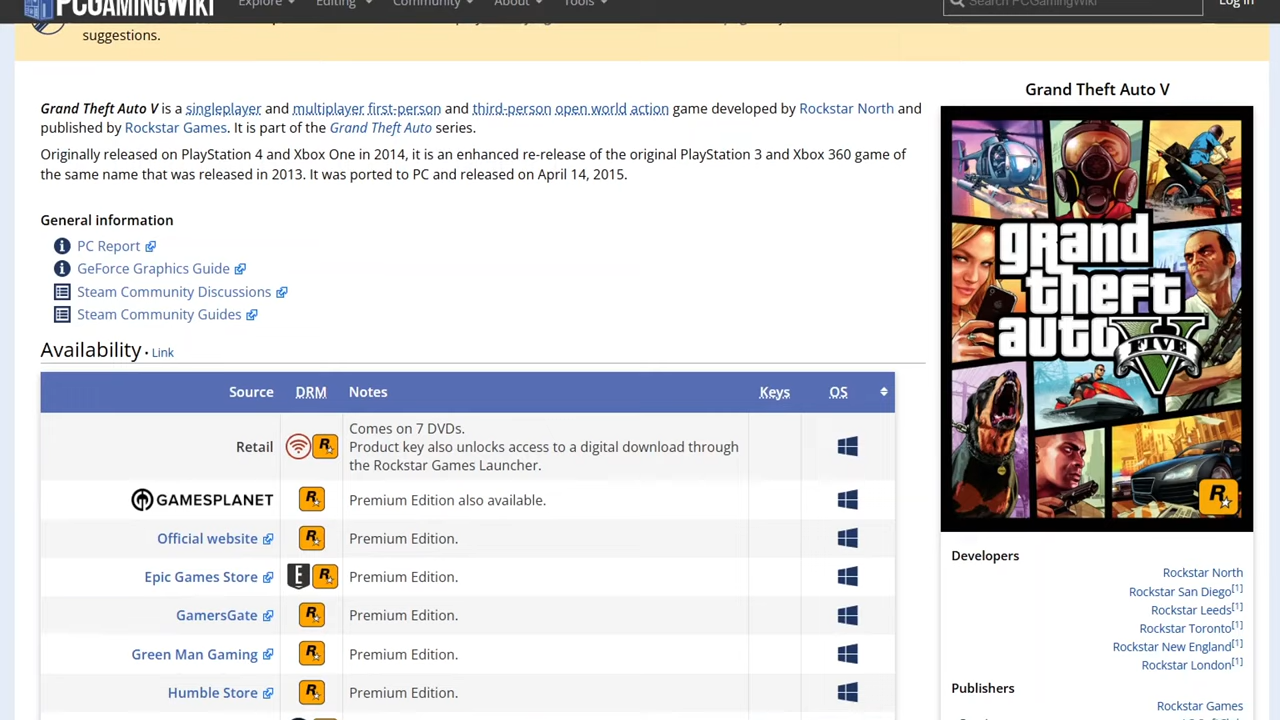 PCGAMINGWIKI Explore Editing Community About Tools Search PCGamingWiki Log in
suggestions.
Grand Theft Auto V
Grand Theft Auto V is a singleplayer and multiplayer first-person and third-person open world action game developed by Rockstar North and
published by Rockstar Games. It is part of the Grand Theft Auto series.
Originally released on PlayStation 4 and Xbox One in 2014, it is an enhanced re-release of the original PlayStation 3 and Xbox 360 game of
the same name that was released in 2013. It was ported to PC and released on April 14, 2015.
General information
PC Report
GeForce Graphics Guide
Steam Community Discussions
Steam Community Guides
Availability · Link
Source DRM Notes Keys OS
Retail R Comes on 7 DVDs.
Product key also unlocks access to a digital download through
the Rockstar Games Launcher.
GAMESPLANET R Premium Edition also available.
Official website R Premium Edition.
Epic Games Store E R Premium Edition.
GamersGate R Premium Edition.
Green Man Gaming R Premium Edition.
Humble Store R Premium Edition.
grand
theft
auto V
FIVE
R
Developers
Rockstar North
Rockstar San Diego[1]
Rockstar Leeds[1]
Rockstar Toronto[1]
Rockstar New England[1]
Rockstar London[1]
Publishers
Rockstar Games